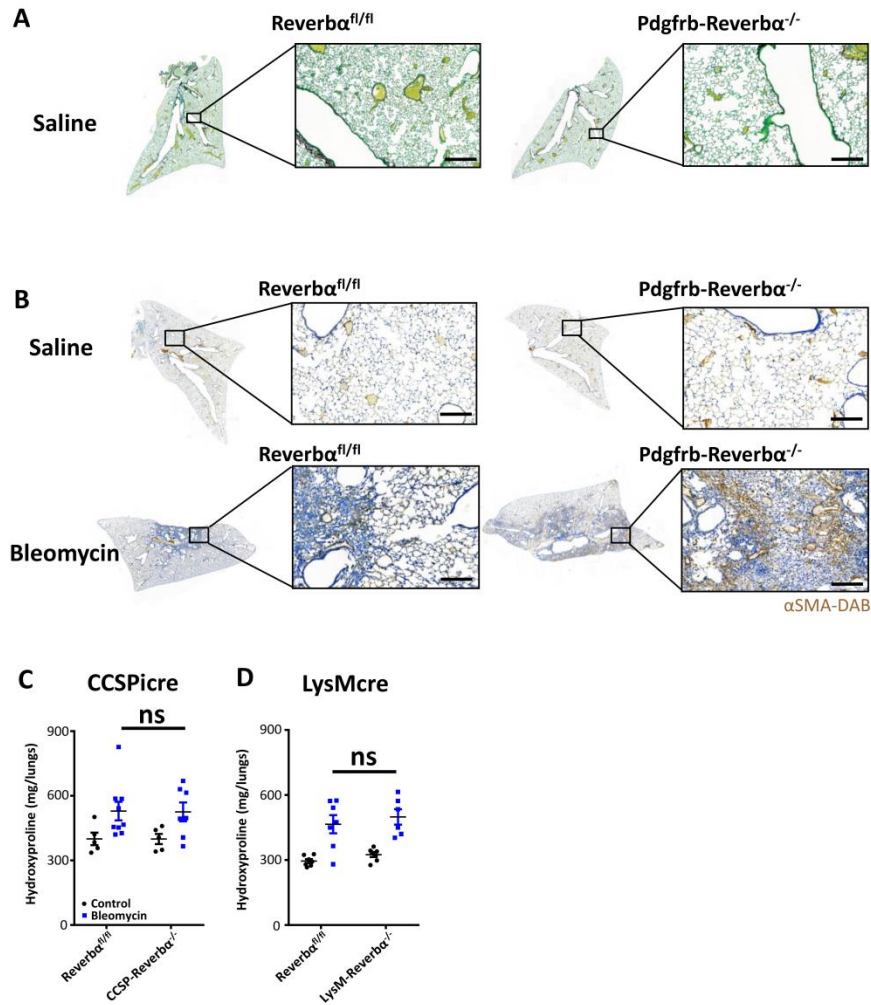 A
Reverbα^fl/fl
Pdgfrb-Reverbα^-/-
Saline
B
Reverbα^fl/fl
Pdgfrb-Reverbα^-/-
Saline
Reverbα^fl/fl
Pdgfrb-Reverbα^-/-
Bleomycin
αSMA-DAB
C
CCSPicre
D
LysMcre
Hydroxyproline (mg/lungs)
900
600
300
0
ns
Control
Bleomycin
Reverbα^fl/fl
CCSP-Reverbα^-/-
Hydroxyproline (mg/lungs)
900
600
300
0
ns
Reverbα^fl/fl
LysM-Reverbα^-/-